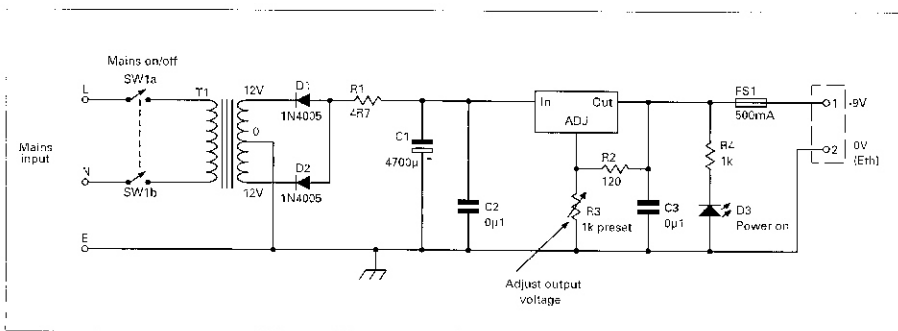 Mains on/off
SW1a
L
T1
12V
D1
1N4005
R1
4R7
In
Out
ADJ
FS1
500mA
1
-9V
Mains
input
0
C1
4700µ
R2
120
R4
1k
2
0V
(Eth)
N
SW1b
D2
12V
1N4005
C2
0µ1
R3
1k preset
C3
0µ1
D3
Power on
E
Adjust output
voltage